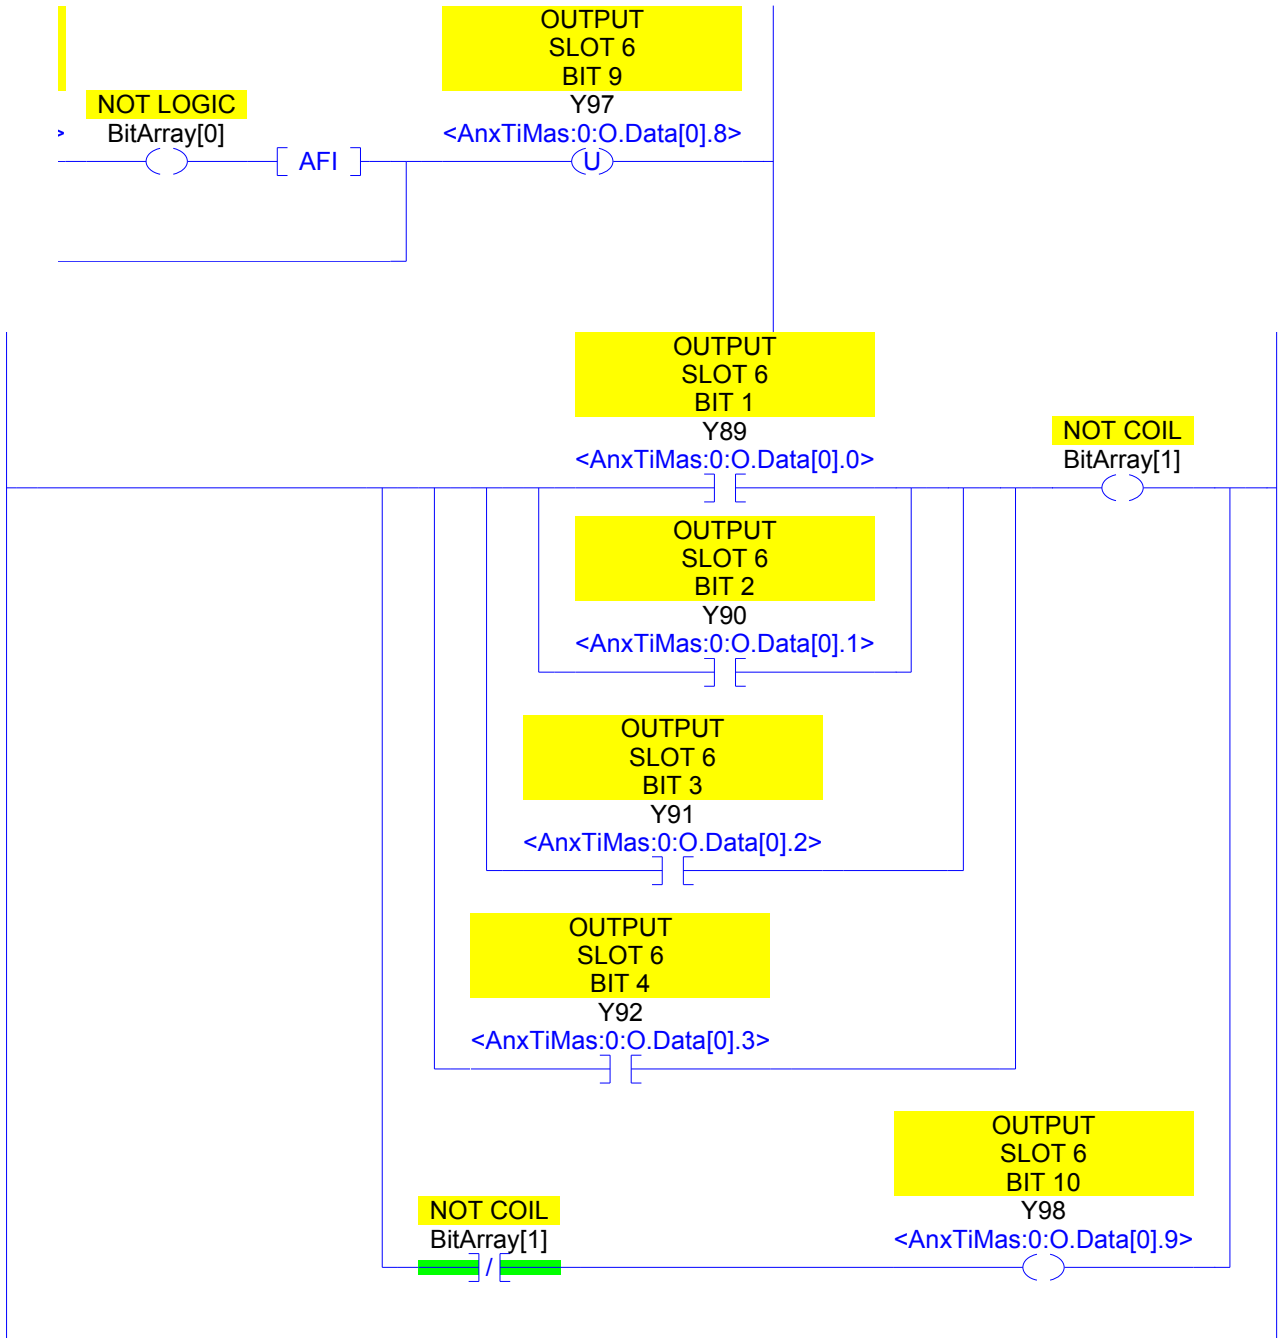 OUTPUT
SLOT 6
BIT 9
NOT LOGIC
Y97
> BitArray[0]
<AnxTiMas:0:O.Data[0].8>
AFI
U
OUTPUT
SLOT 6
BIT 1
Y89
<AnxTiMas:0:O.Data[0].0>
NOT COIL
BitArray[1]
OUTPUT
SLOT 6
BIT 2
Y90
<AnxTiMas:0:O.Data[0].1>
OUTPUT
SLOT 6
BIT 3
Y91
<AnxTiMas:0:O.Data[0].2>
OUTPUT
SLOT 6
BIT 4
Y92
<AnxTiMas:0:O.Data[0].3>
NOT COIL
BitArray[1]
/
OUTPUT
SLOT 6
BIT 10
Y98
<AnxTiMas:0:O.Data[0].9>